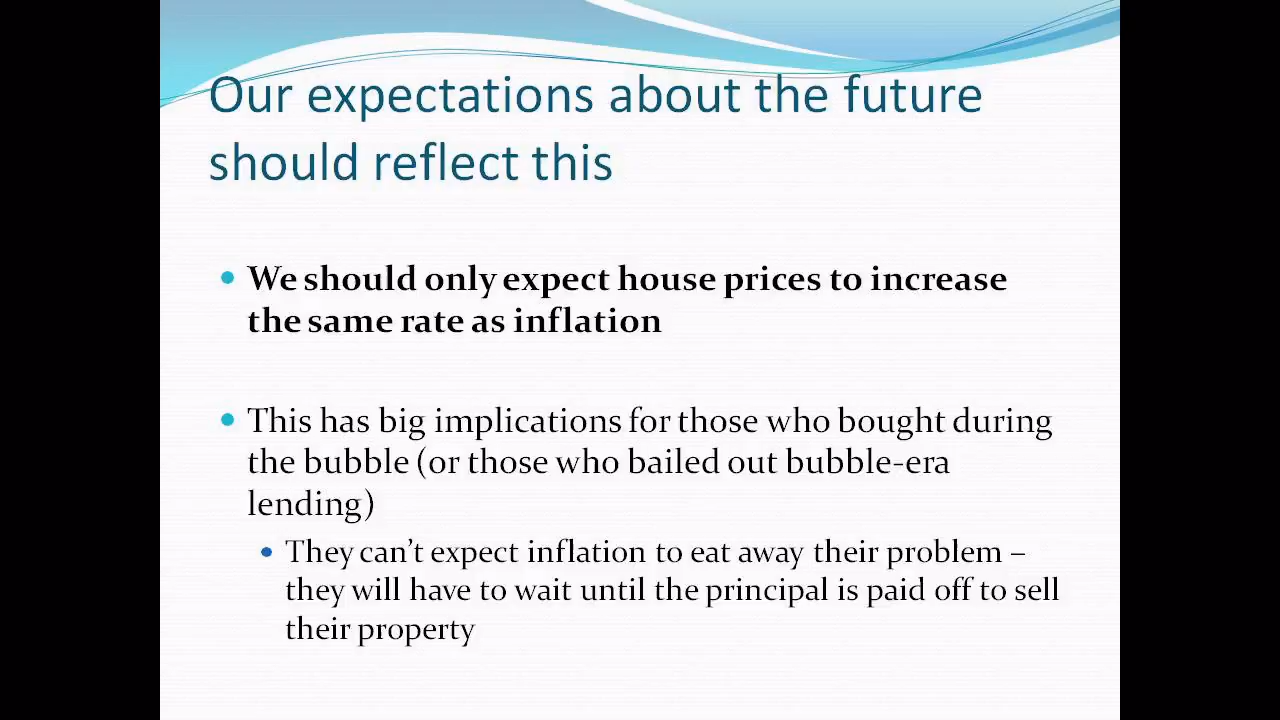 Our expectations about the future
should reflect this
We should only expect house prices to increase
the same rate as inflation
This has big implications for those who bought during
the bubble (or those who bailed out bubble-era
lending)
They can’t expect inflation to eat away their problem –
they will have to wait until the principal is paid off to sell
their property